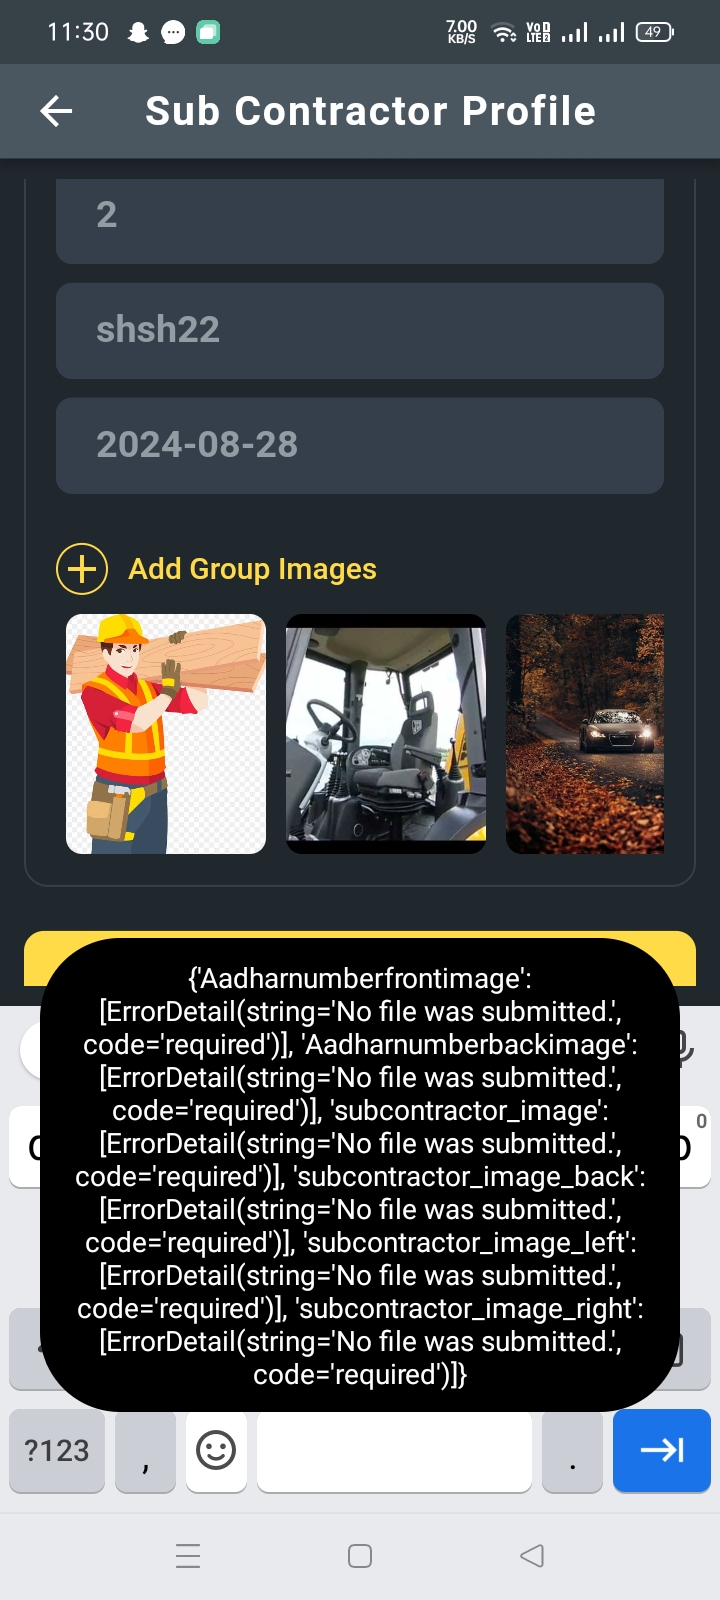 11:30
7.00
KB/S
VoD
LTE2
49
Sub Contractor Profile
2
shsh22
2024-08-28
Add Group Images
{'Aadharnumberfrontimage':
[ErrorDetail(string='No file was submitted.',
code='required')], 'Aadharnumberbackimage':
[ErrorDetail(string='No file was submitted.',
code='required')], 'subcontractor_image':
[ErrorDetail(string='No file was submitted.',
code='required')], 'subcontractor_image_back':
[ErrorDetail(string='No file was submitted.',
code='required')], 'subcontractor_image_left':
[ErrorDetail(string='No file was submitted.',
code='required')], 'subcontractor_image_right':
[ErrorDetail(string='No file was submitted.',
code='required')]}
0
?123
,
.